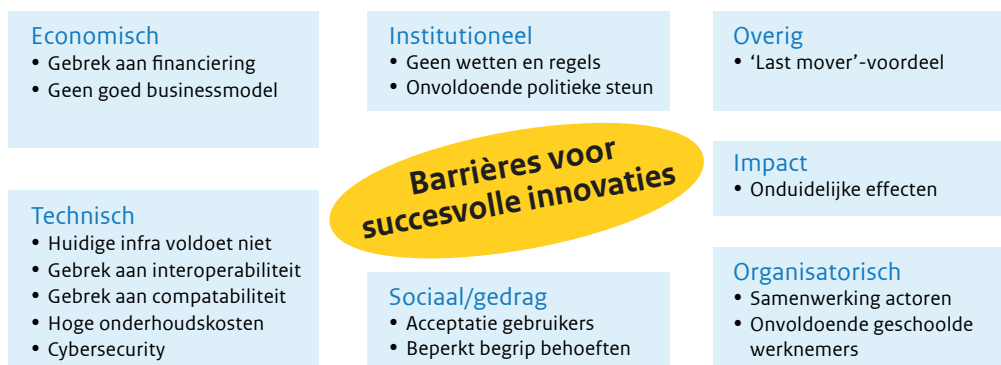 Economisch
• Gebrek aan financiering
• Geen goed businessmodel
Institutioneel
• Geen wetten en regels
• Onvoldoende politieke steun
Overig
• ‘Last mover’-voordeel
Barrières voor
succesvolle innovaties
Impact
• Onduidelijke effecten
Technisch
• Huidige infra voldoet niet
• Gebrek aan interoperabiliteit
• Gebrek aan compatabiliteit
• Hoge onderhoudskosten
• Cybersecurity
Sociaal/gedrag
• Acceptatie gebruikers
• Beperkt begrip behoeften
Organisatorisch
• Samenwerking actoren
• Onvoldoende geschoolde
werknemers